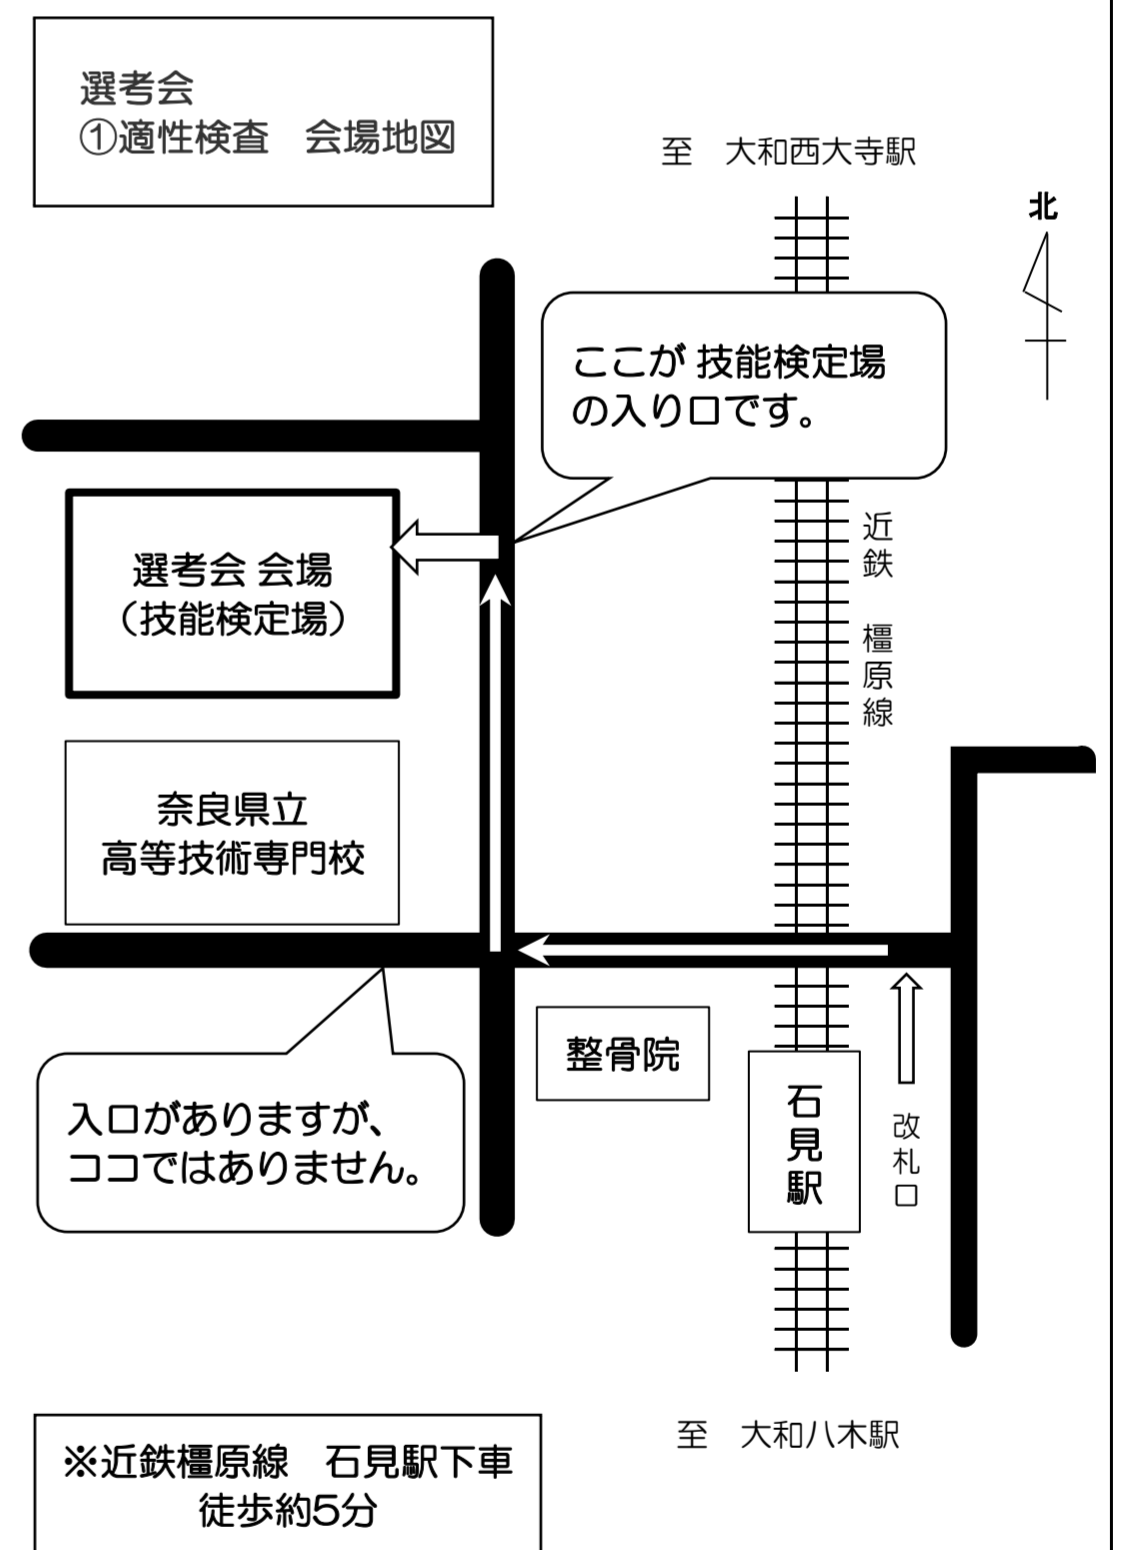 選考会
①適性検査　会場地図
至　大和西大寺駅
北
ここが 技能検定場
の入り口です。
選考会 会場
（技能検定場）
近鉄　橿原線
奈良県立
高等技術専門校
整骨院
石見駅
改札口
入口がありますが、
ココではありません。
至　大和八木駅
※近鉄橿原線　石見駅下車
徒歩約5分